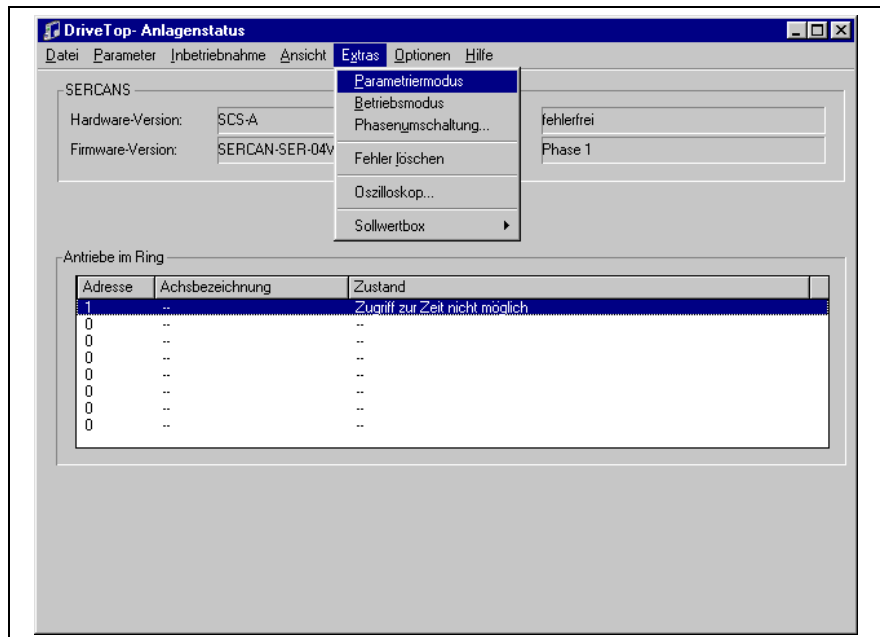 DriveTop- Anlagenstatus
Datei Parameter Inbetriebnahme Ansicht Extras Optionen Hilfe
Parametriermodus
Betriebsmodus
Phasenumschaltung...
Fehler löschen
Oszilloskop...
Sollwertbox
SERCANS
Hardware-Version: SCS-A fehlerfrei
Firmware-Version: SERCAN-SER-04V Phase 1
Antriebe im Ring
Adresse Achsbezeichnung Zustand
1 -- Zugriff zur Zeit nicht möglich
0 -- --
0 -- --
0 -- --
0 -- --
0 -- --
0 -- --
0 -- --